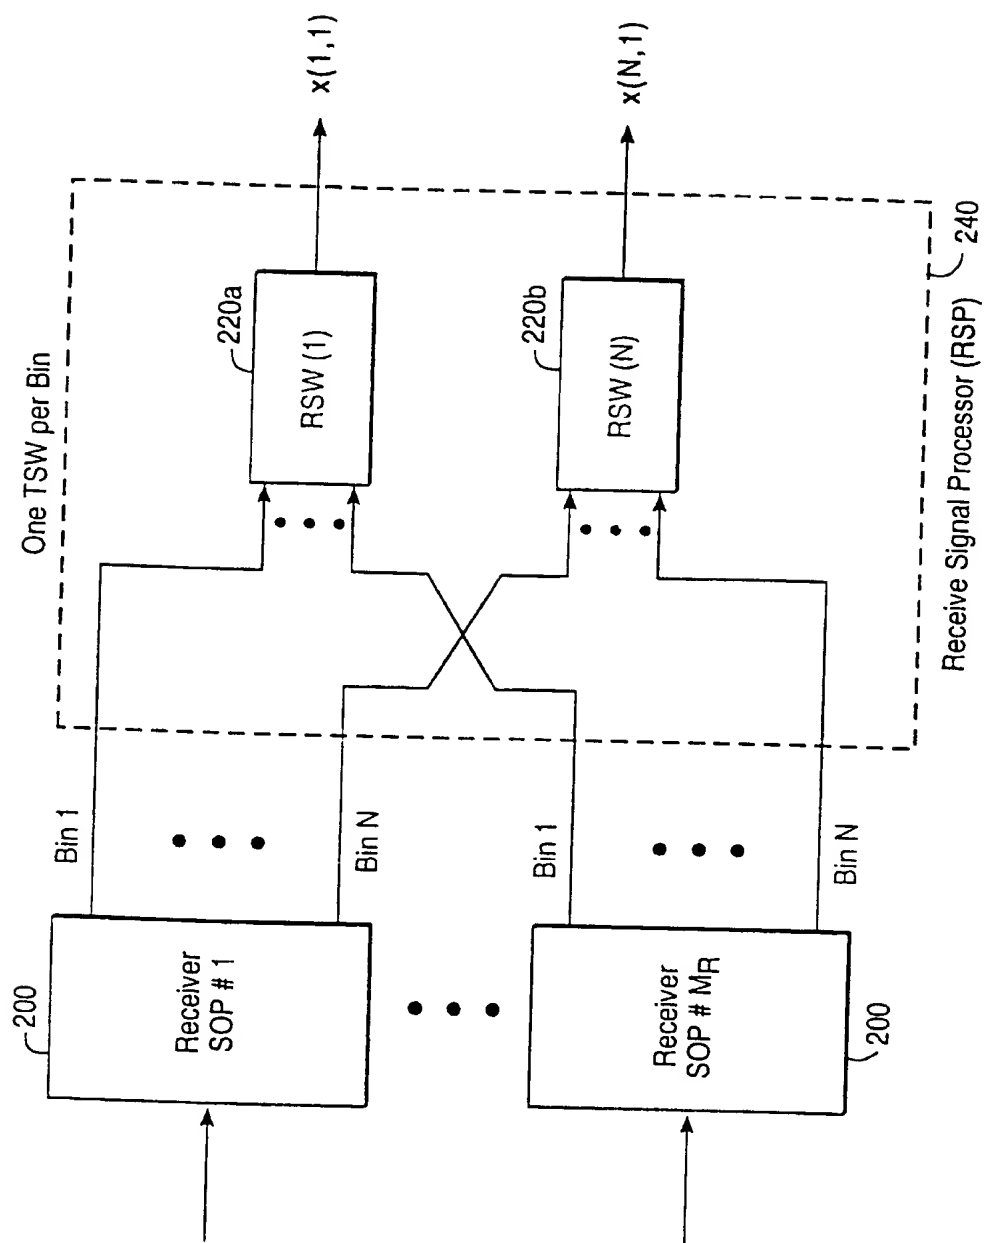 One TSW per Bin
200
Receiver
SOP # 1
Bin 1
Bin N
220a
RSW (1)
x(1,1)
Receiver
SOP # MR
200
Bin 1
Bin N
220b
RSW (N)
x(N,1)
240
Receive Signal Processor (RSP)